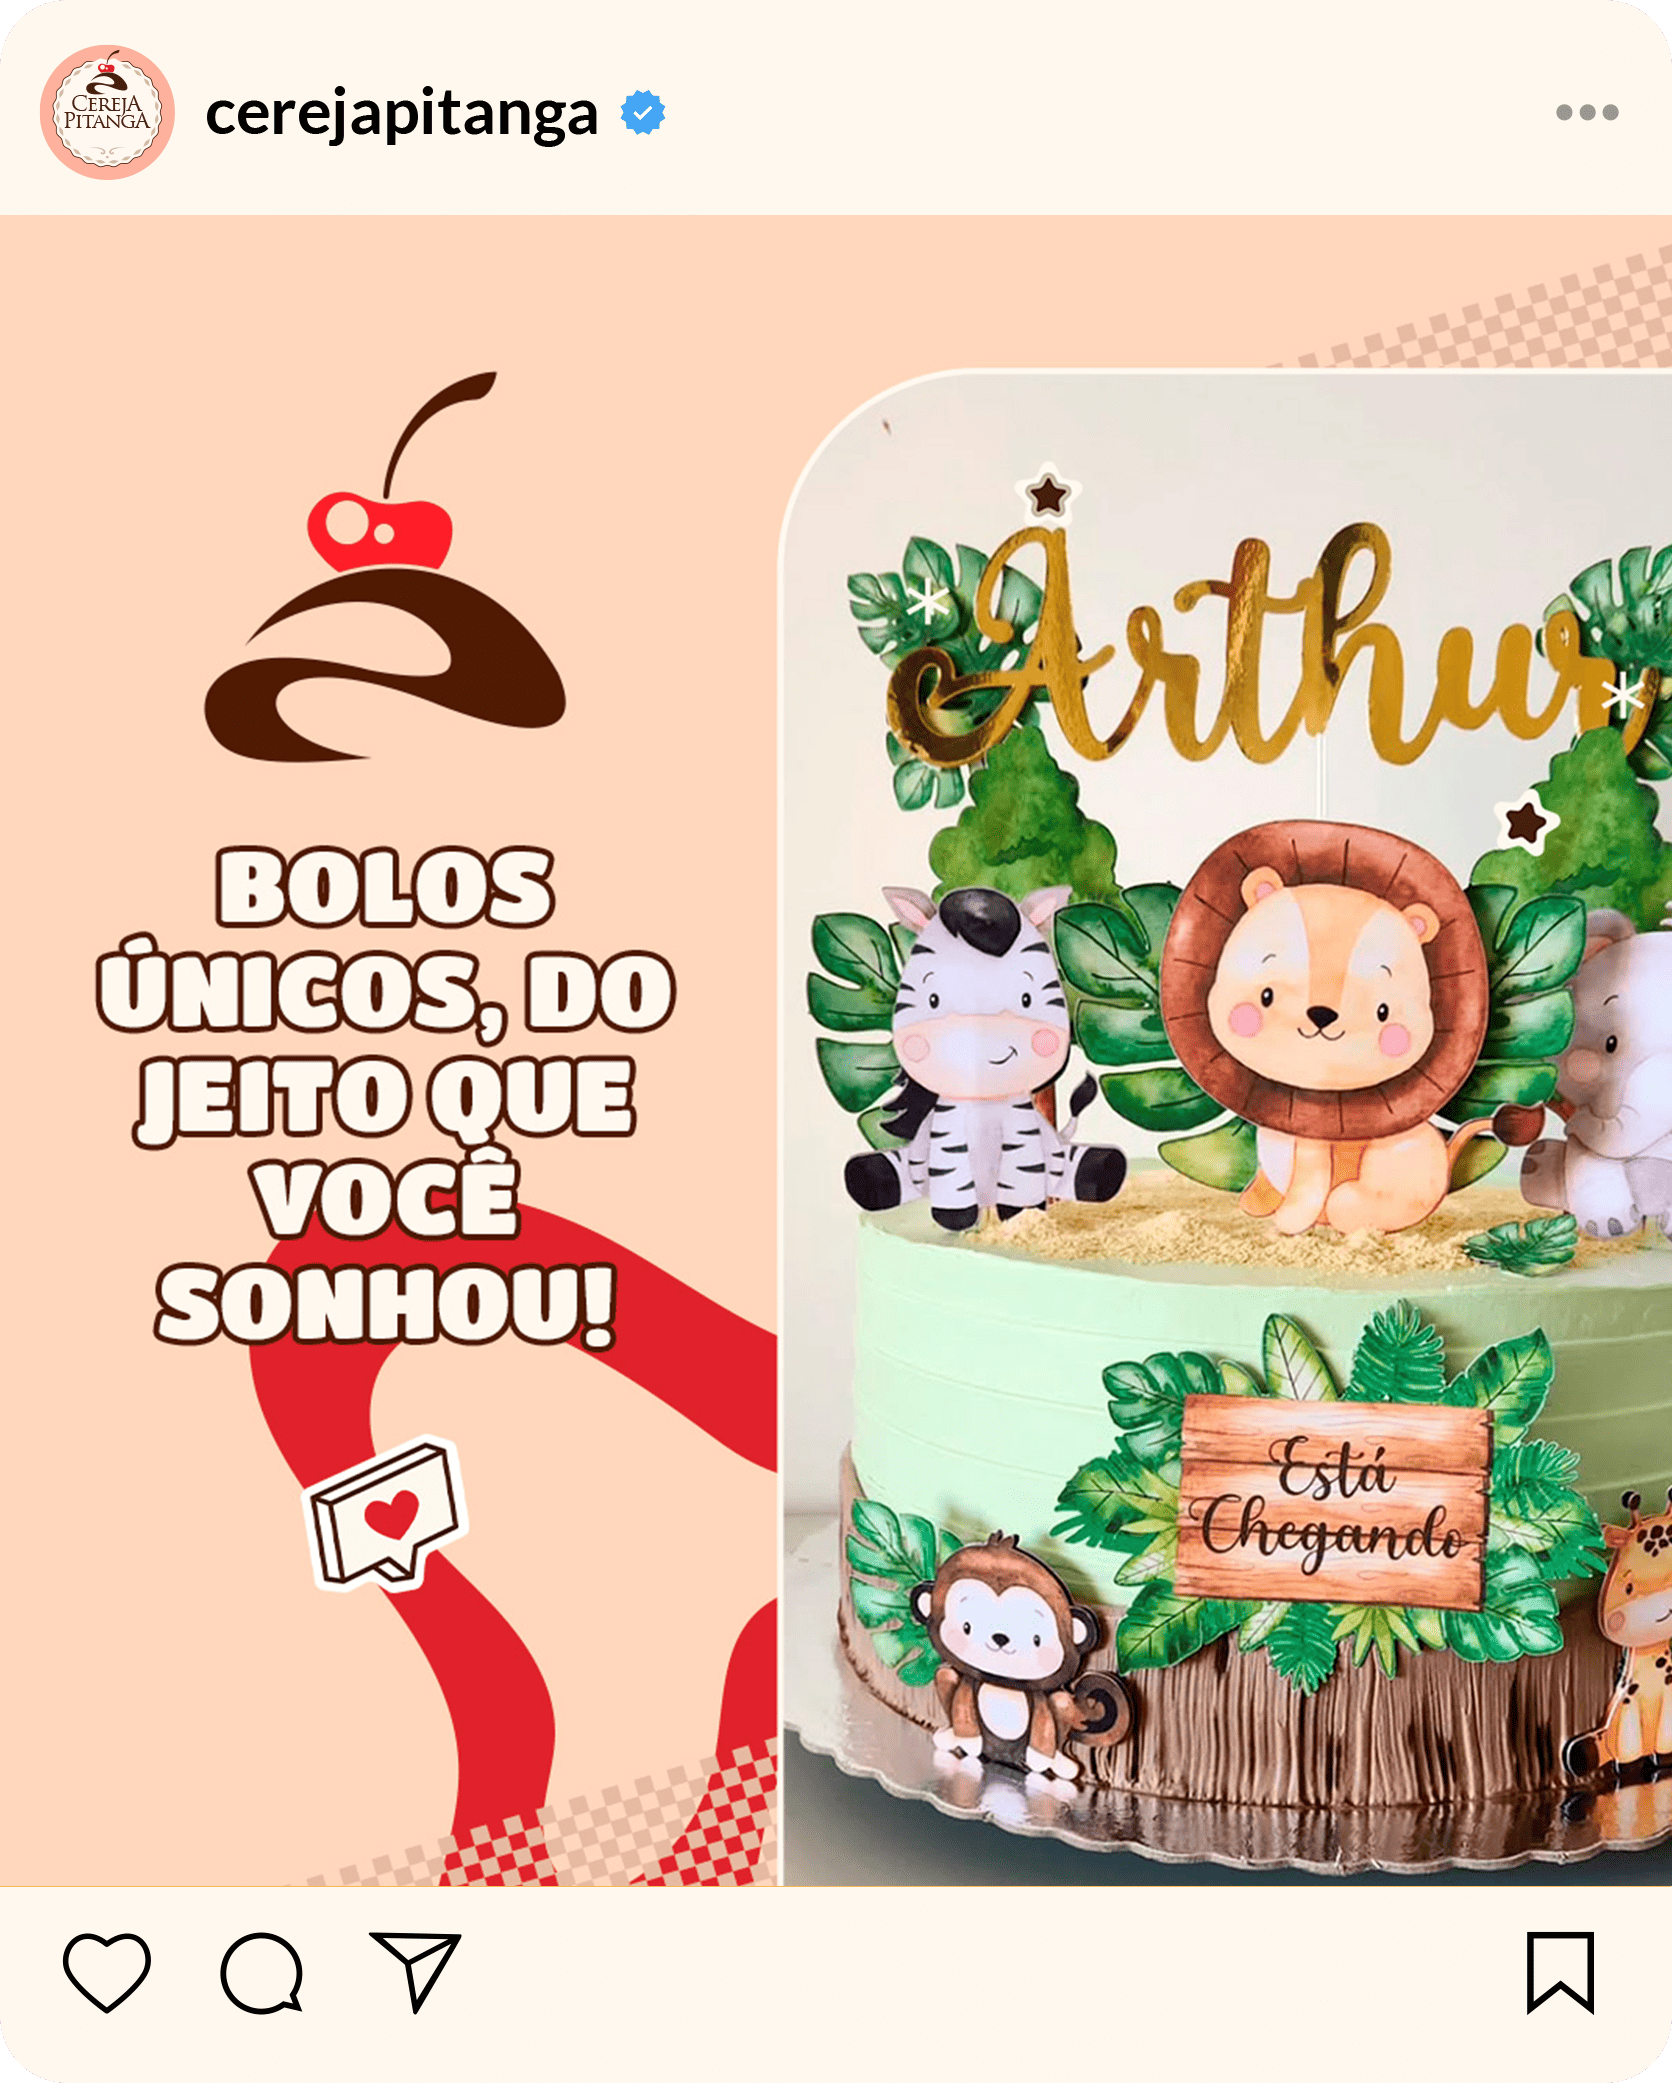 CEREJA
PITANGA
cerejapitanga
BOLOS
ÚNICOS, DO
JEITO QUE
VOCÊ
SONHOU!
Arthur
Está
Chegando